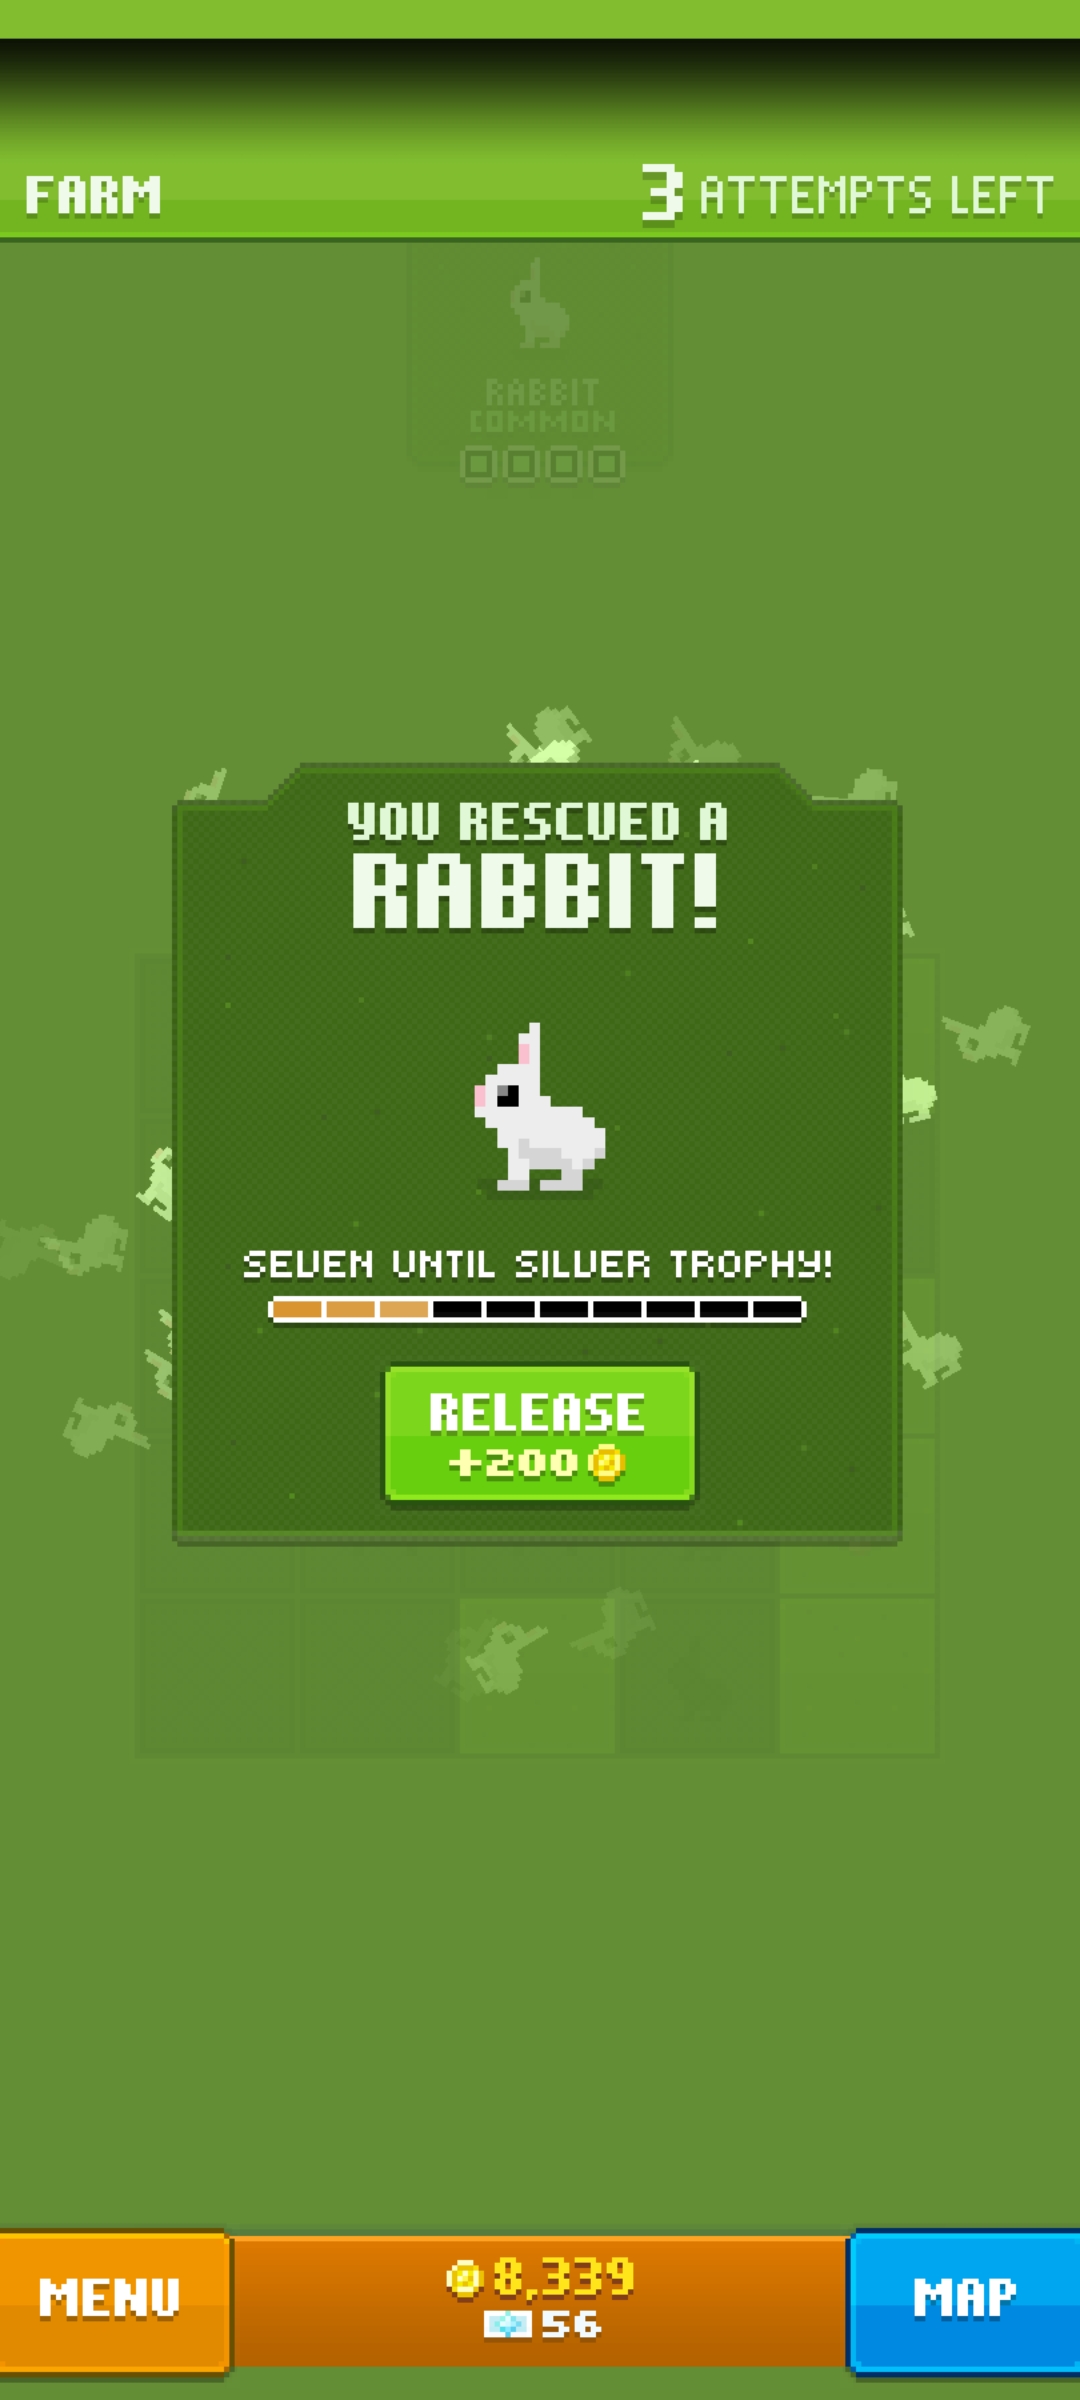 FARM
3 ATTEMPTS LEFT
RABBIT
COMMON
YOU RESCUED A
RABBIT!
SEVEN UNTIL SILVER TROPHY!
RELEASE
+200
MENU
8,339
56
MAP